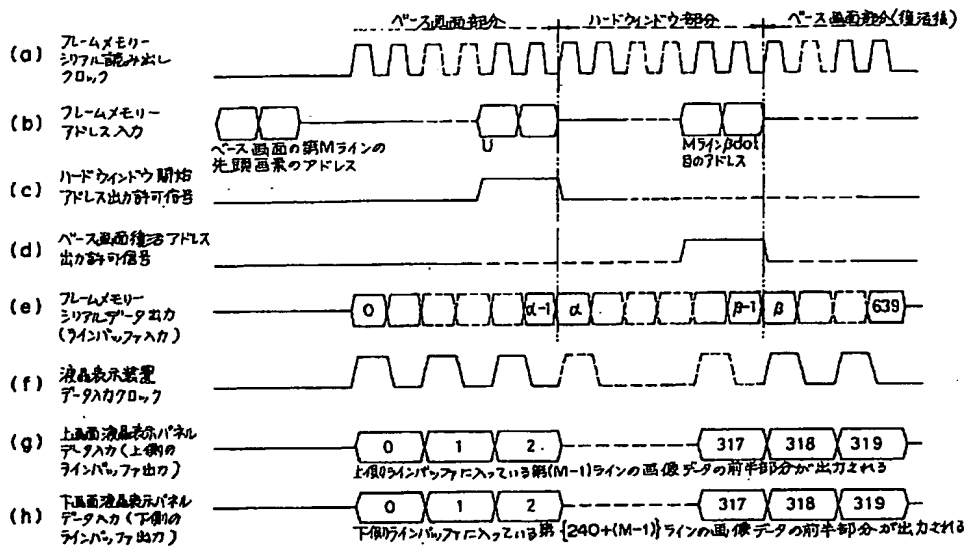 ベース画面部分 ハードウィンドウ部分 ベース画面部分(復活後)
(a) フレームメモリー
シリアル読み出し
クロック
(b) フレームメモリー
アドレス入力
ベース画面の第Mラインの
先頭画素のアドレス
U
Mラインβdot
目のアドレス
(c) ハードウィンドウ開始
アドレス出力許可信号
(d) ベース画面復活アドレス
出力許可信号
(e) フレームメモリー
シリアルデータ出力
(ラインバッファ入力)
0 α-1 α β-1 β 639
(f) 液晶表示装置
データ入力クロック
(g) 上画面液晶表示パネル
データ入力(上側の
ラインバッファ出力)
0 1 2 317 318 319
上側ラインバッファに入っている第(M-1)ラインの画像データの前半部分が出力される
(h) 下画面液晶表示パネル
データ入力(下側の
ラインバッファ出力)
0 1 2 317 318 319
下側ラインバッファに入っている第{240+(M-1)}ラインの画像データの前半部分が出力される